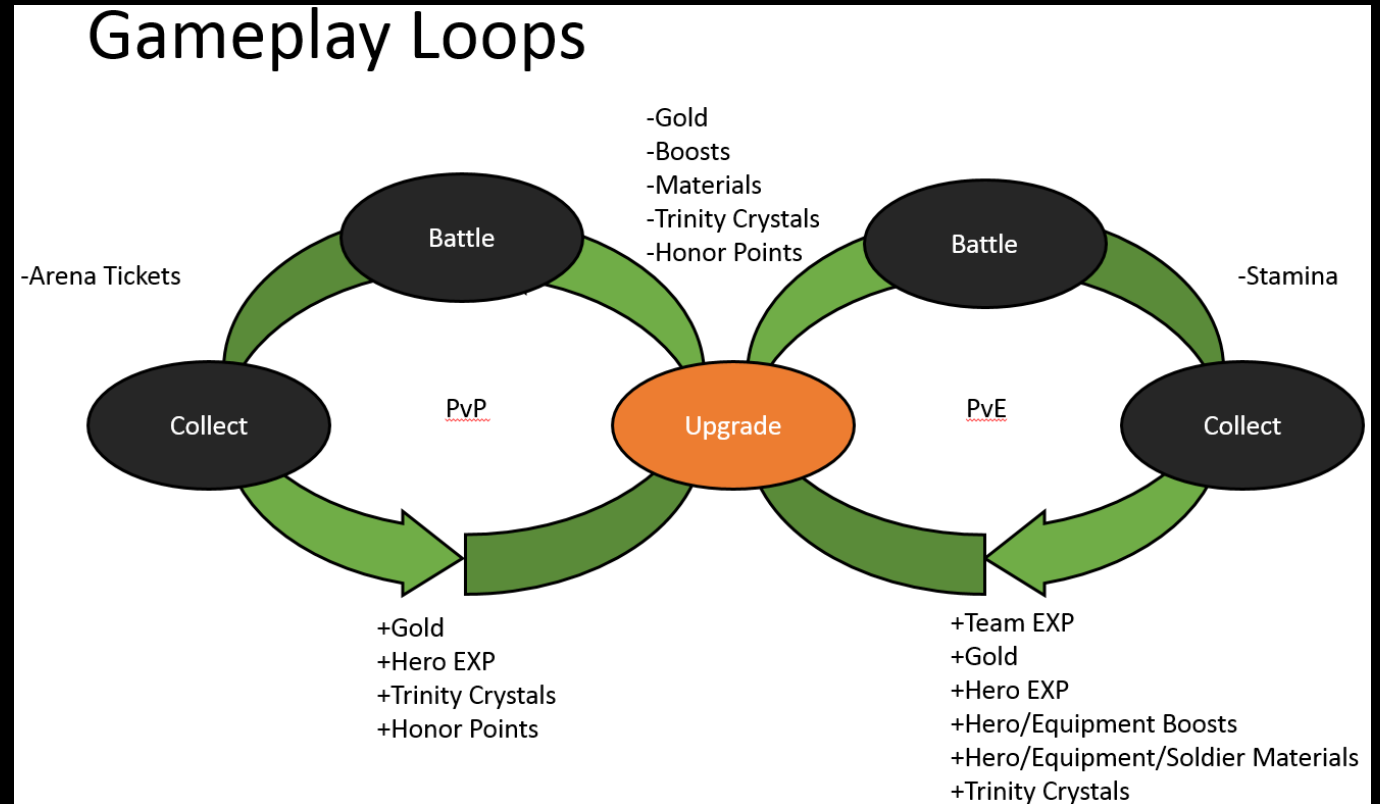 Gameplay Loops
-Gold
-Boosts
-Materials
-Trinity Crystals
-Honor Points
Battle
Battle
-Arena Tickets
-Stamina
PvP
PvE
Collect
Upgrade
Collect
+Gold
+Hero EXP
+Trinity Crystals
+Honor Points
+Team EXP
+Gold
+Hero EXP
+Hero/Equipment Boosts
+Hero/Equipment/Soldier Materials
+Trinity Crystals